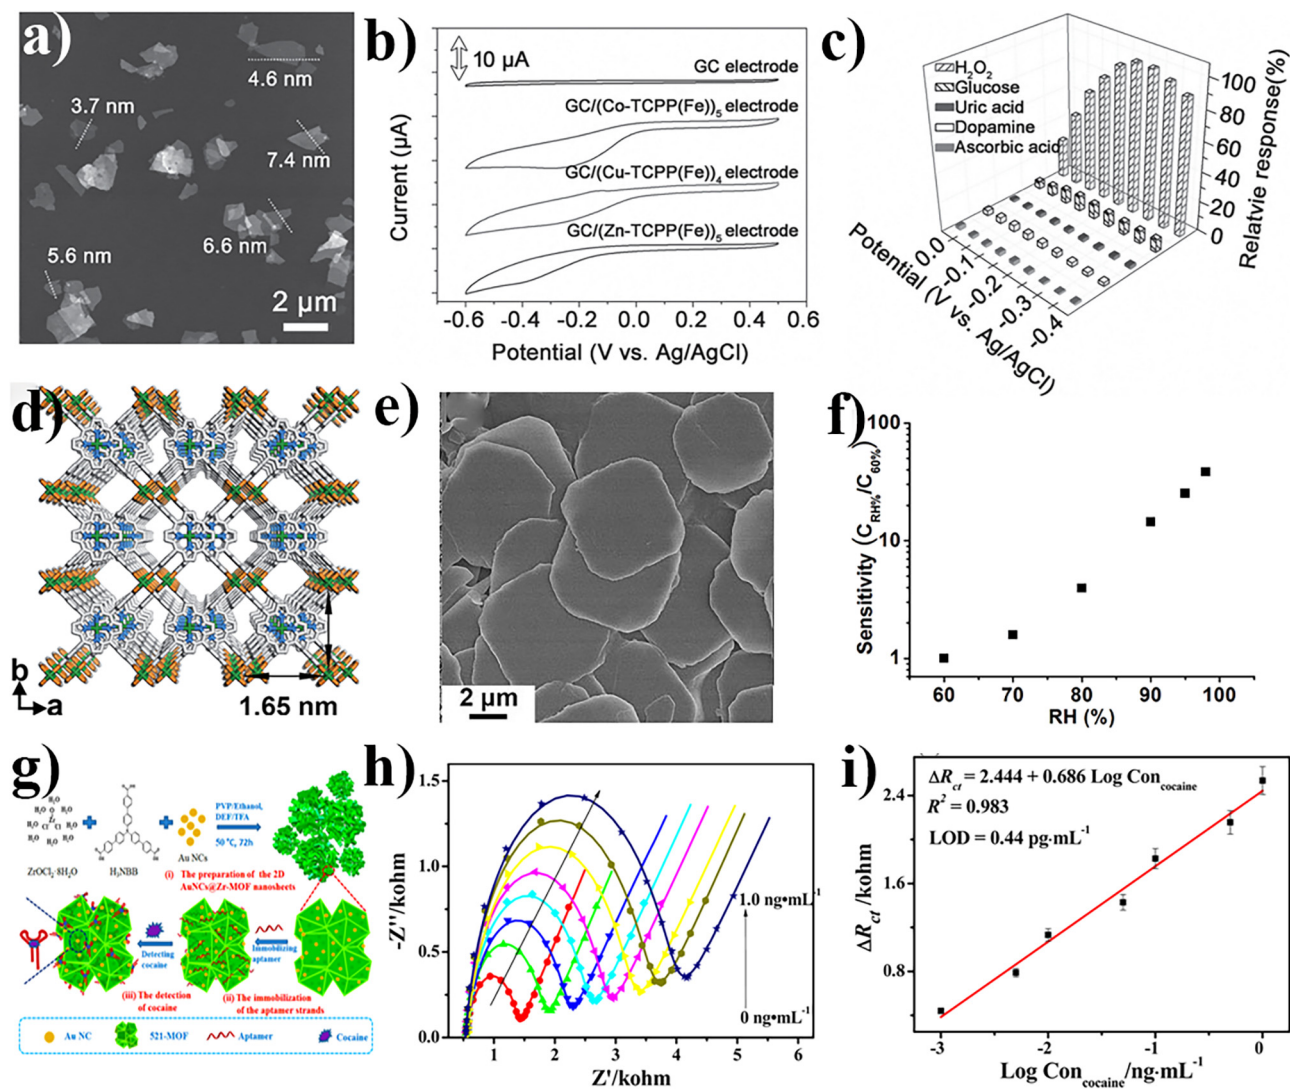 a)
4.6 nm
3.7 nm
7.4 nm
6.6 nm
5.6 nm
2 µm
b)
10 µA
GC electrode
GC/(Co-TCPP(Fe))₅ electrode
GC/(Cu-TCPP(Fe))₄ electrode
GC/(Zn-TCPP(Fe))₅ electrode
Current (µA)
-0.6 -0.4 -0.2 0.0 0.2 0.4 0.6
Potential (V vs. Ag/AgCl)
c)
H₂O₂
Glucose
Uric acid
Dopamine
Ascorbic acid
100
80
60
40
20
0
Relatvie response(%)
0.0
-0.1
-0.2
-0.3
-0.4
Potential (V vs. Ag/AgCl)
d)
b
a
1.65 nm
e)
2 µm
f)
Sensitivity (C_RH%/C_60%)
100
10
1
60 70 80 90 100
RH (%)
g)
ZrOCl₂·8H₂O
H₃NBB
Au NCs
PVP/Ethanol,
DEF/TFA
50 °C, 72h
(i) The preparation of the 2D
AuNCs@Zr-MOF nanosheets
Detecting
cocaine
Immobilizing
aptamer
(iii) The detection
of cocaine
(ii) The immobilization
of the aptamer strands
Au NC
521-MOF
Aptamer
Cocaine
h)
-Z''/kohm
1.5
1.0
0.5
0.0
1.0 ng•mL⁻¹
0 ng•mL⁻¹
1 2 3 4 5 6
Z'/kohm
i)
ΔR_ct = 2.444 + 0.686 Log Con_cocaine
R² = 0.983
LOD = 0.44 pg·mL⁻¹
ΔR_ct /kohm
2.4
1.6
0.8
-3 -2 -1 0
Log Con_cocaine/ng·mL⁻¹